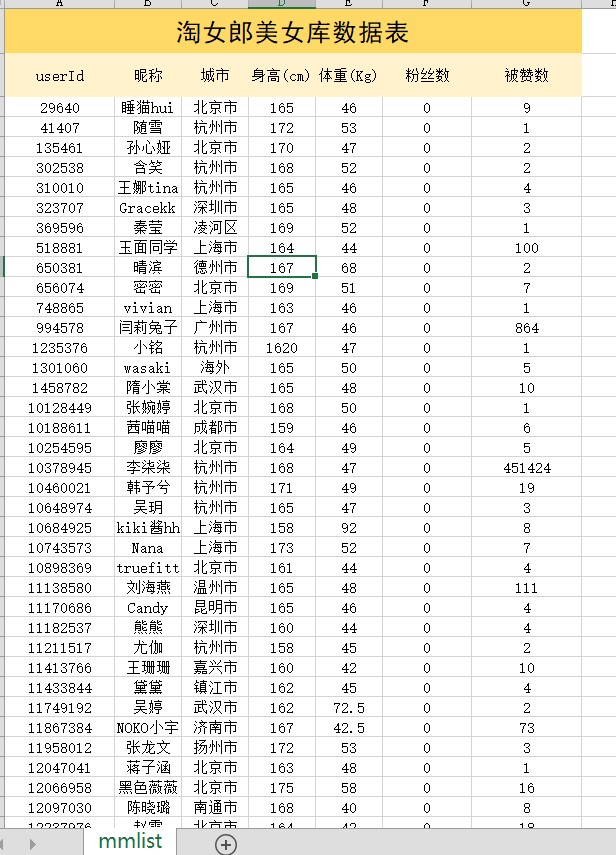 A B C D E F G
淘女郎美女库数据表
userId 昵称 城市 身高(cm) 体重(Kg) 粉丝数 被赞数
29640 睡猫hui 北京市 165 46 0 9
41407 随雪 杭州市 172 53 0 1
135461 孙心娅 北京市 170 47 0 2
302538 含笑 杭州市 168 52 0 2
310010 王娜tina 杭州市 165 46 0 4
323707 Gracekk 深圳市 165 48 0 3
369596 秦莹 凌河区 169 52 0 1
518881 玉面同学 上海市 164 44 0 100
650381 晴滨 德州市 167 68 0 2
656074 密密 北京市 169 51 0 7
748865 vivian 上海市 163 46 0 1
994578 闫莉兔子 广州市 167 46 0 864
1235376 小铭 杭州市 1620 47 0 1
1301060 wasaki 海外 165 50 0 5
1458782 隋小棠 武汉市 165 48 0 10
10128449 张婉婷 北京市 168 50 0 1
10188611 茜喵喵 成都市 159 46 0 6
10254595 廖廖 北京市 164 49 0 5
10378945 李柒柒 杭州市 168 47 0 451424
10460021 韩予兮 杭州市 171 49 0 19
10648974 吴玥 杭州市 165 47 0 3
10684925 kiki酱hh 上海市 158 92 0 8
10743573 Nana 上海市 173 52 0 7
10898369 truefitt 北京市 161 44 0 4
11138580 刘海燕 温州市 165 48 0 111
11170686 Candy 昆明市 165 46 0 4
11182537 熊熊 深圳市 160 44 0 4
11211517 尤伽 杭州市 158 45 0 2
11413766 王珊珊 嘉兴市 160 42 0 10
11433844 黛黛 镇江市 162 45 0 4
11749192 吴婷 武汉市 162 72.5 0 2
11867384 NOKO小宇 济南市 167 42.5 0 73
11958012 张龙文 扬州市 172 53 0 3
12047041 蒋子涵 北京市 163 48 0 1
12066958 黑色薇薇 北京市 175 58 0 16
12097030 陈晓璐 南通市 168 40 0 8
12237976 赵雪 北京市 164 42 0 18
mmlist